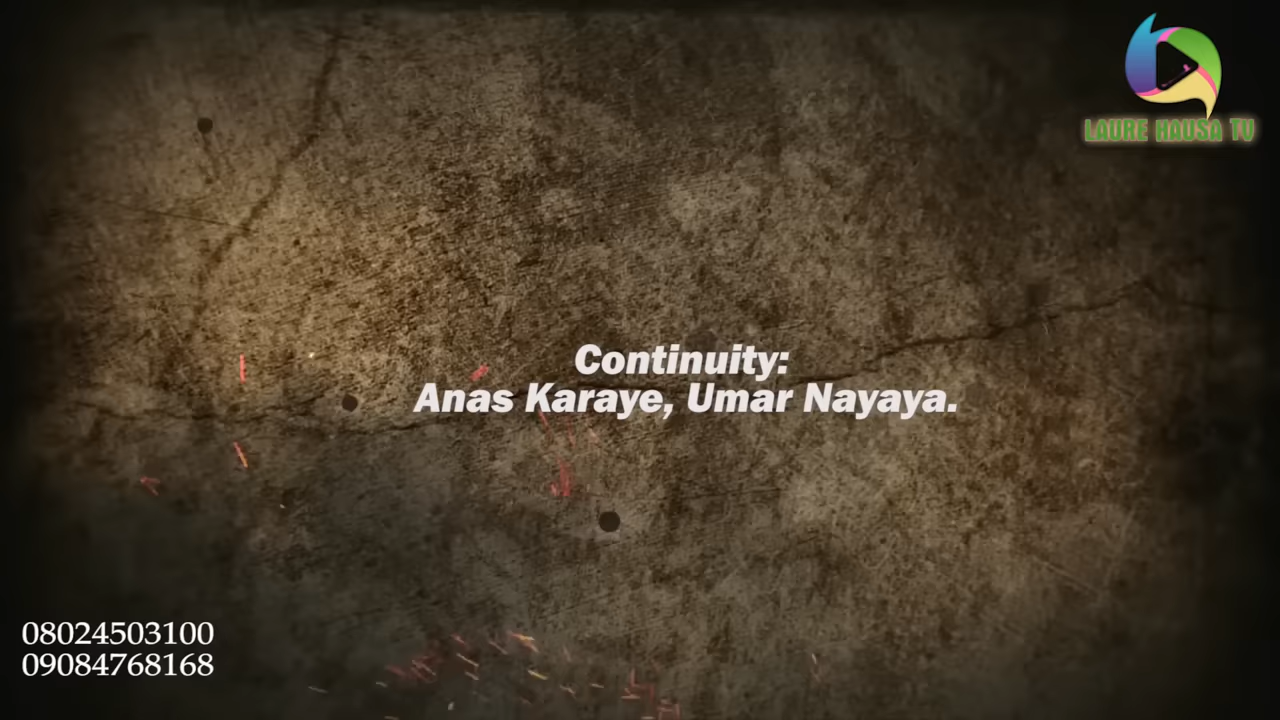 LAURE HAUSA TV
Continuity:
Anas Karaye, Umar Nayaya.
08024503100
09084768168